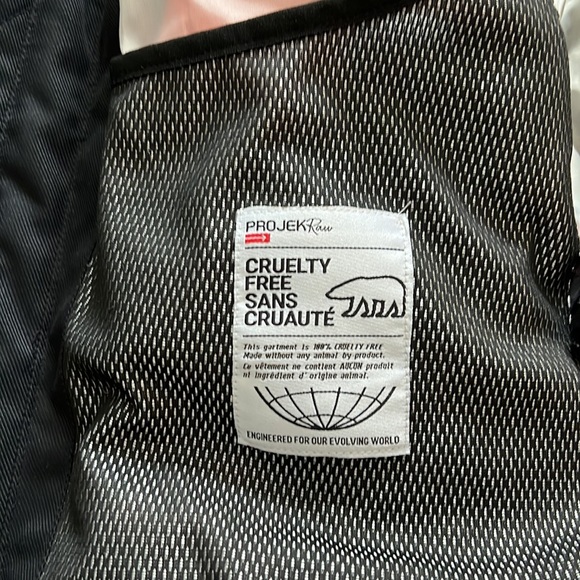 PROJEK Raw
CRUELTY
FREE
SANS
CRUAUTÉ
This garment is 100% CRUELTY FREE
Made without any animal by-product.
Ce vêtement ne contient AUCUN produit
ni ingrédient d'origine animal.
ENGINEERED FOR OUR EVOLVING WORLD